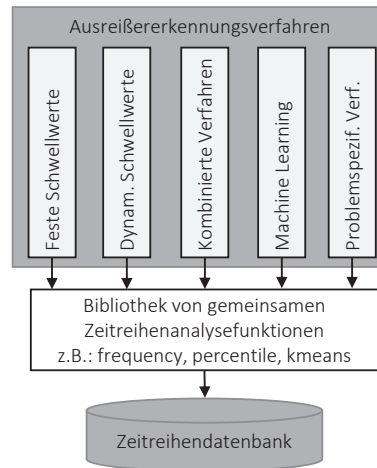 Ausreißererkennungsverfahren
Feste Schwellwerte
Dynam. Schwellwerte
Kombinierte Verfahren
Machine Learning
Problemspezif. Verf.
Bibliothek von gemeinsamen
Zeitreihenanalysefunktionen
z.B.: frequency, percentile, kmeans
Zeitreihendatenbank